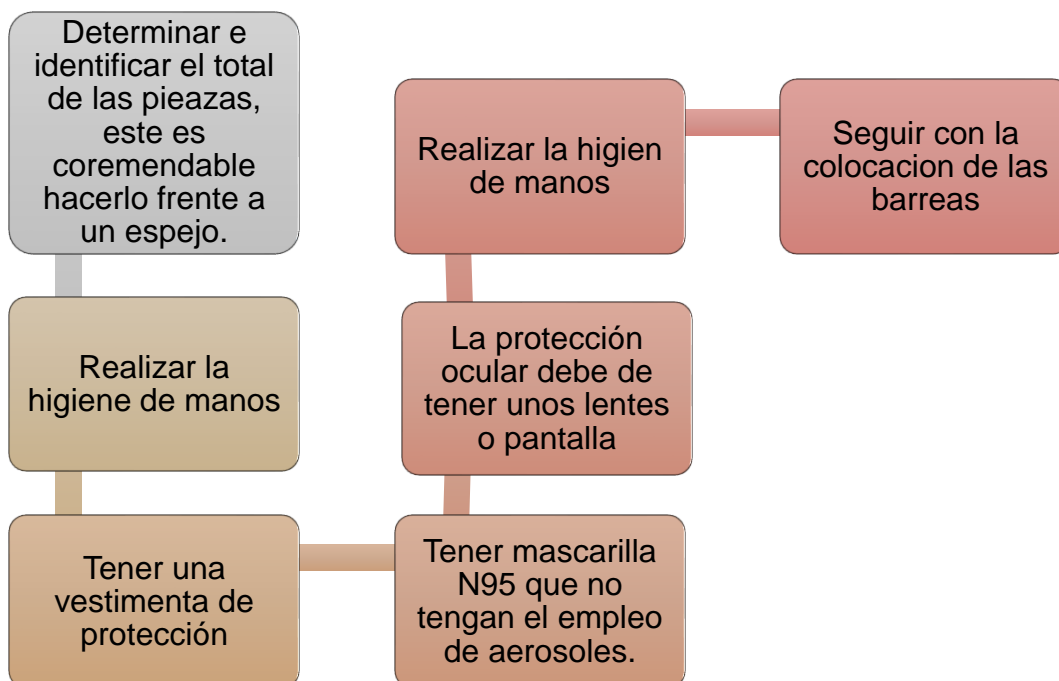 Determinar e
identificar el total
de las pieazas,
este es
coremendable
hacerlo frente a
un espejo.
Realizar la
higiene de manos
Tener una
vestimenta de
protección
Tener mascarilla
N95 que no
tengan el empleo
de aerosoles.
La protección
ocular debe de
tener unos lentes
o pantalla
Realizar la higien
de manos
Seguir con la
colocacion de las
barreas